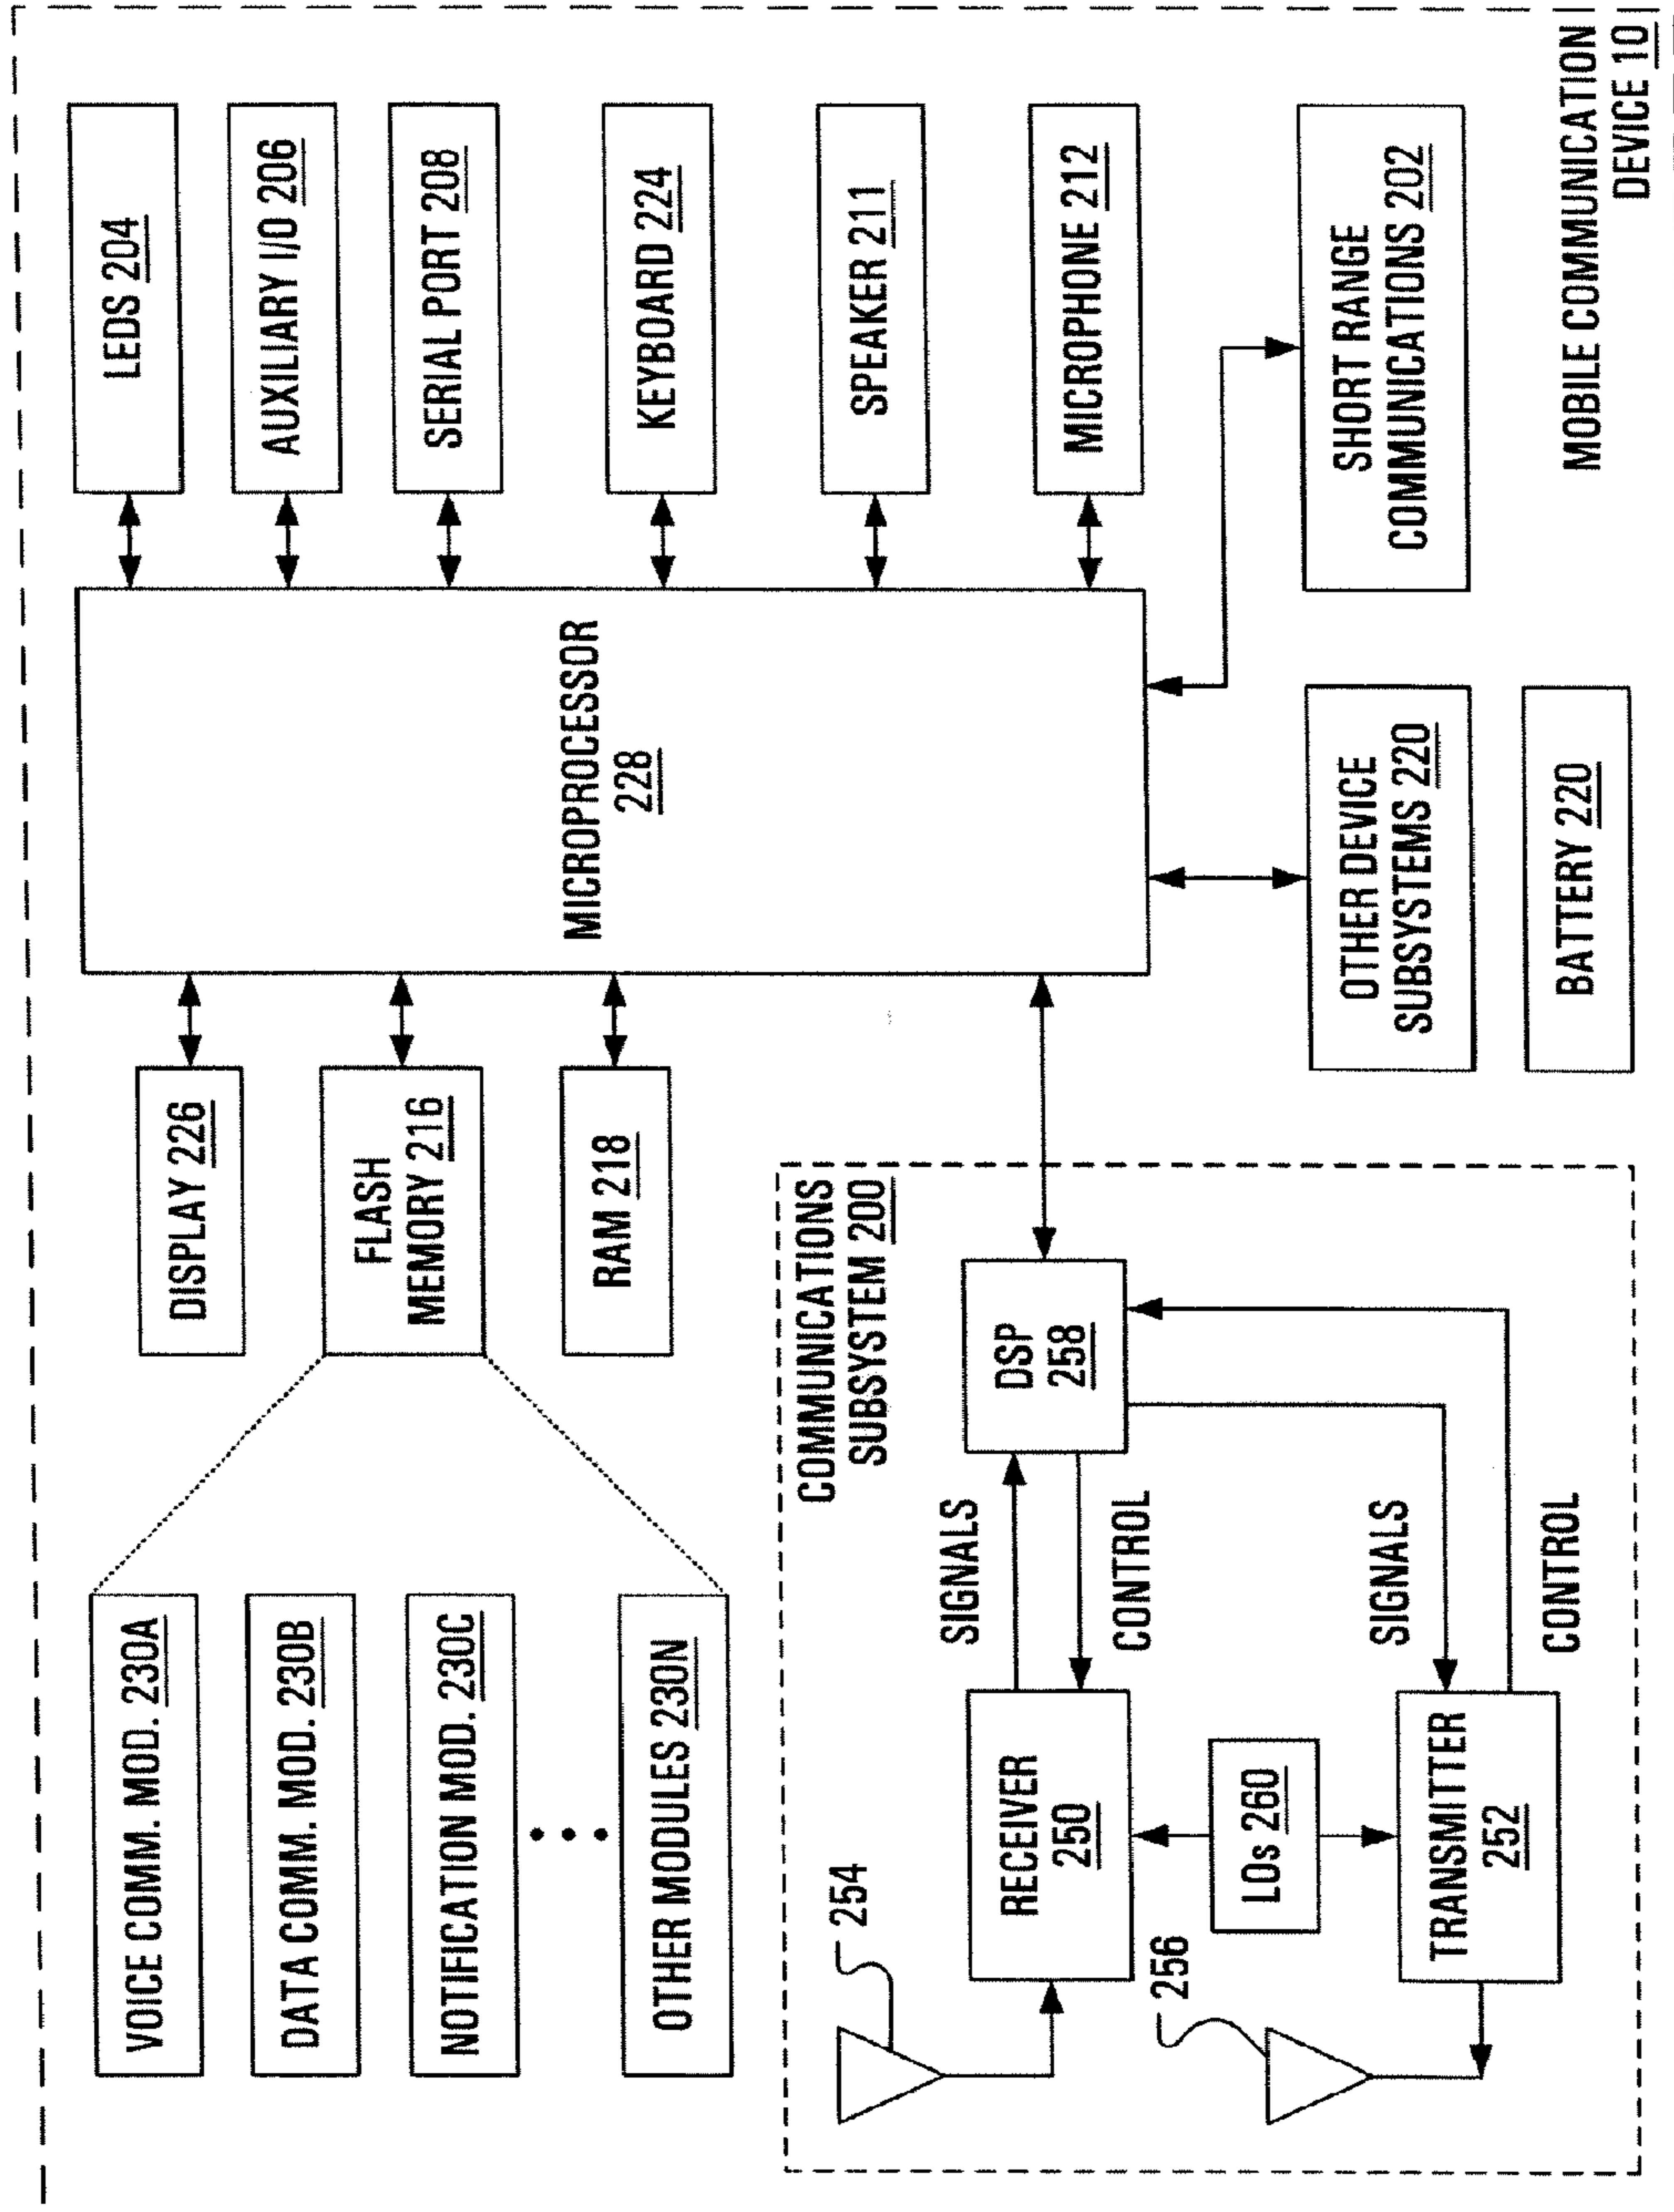 VOICE COMM. MOD. 230A
DATA COMM. MOD. 230B
NOTIFICATION MOD. 230C
OTHER MODULES 230N
DISPLAY 226
FLASH
MEMORY 216
RAM 218
MICROPROCESSOR
228
LEDS 204
AUXILIARY I/O 206
SERIAL PORT 208
KEYBOARD 224
SPEAKER 211
MICROPHONE 212
SHORT RANGE
COMMUNICATIONS 202
OTHER DEVICE
SUBSYSTEMS 220
BATTERY 220
COMMUNICATIONS
SUBSYSTEM 200
254
RECEIVER
250
SIGNALS
CONTROL
DSP
258
LOs 260
256
TRANSMITTER
252
SIGNALS
CONTROL
MOBILE COMMUNICATION
DEVICE 10